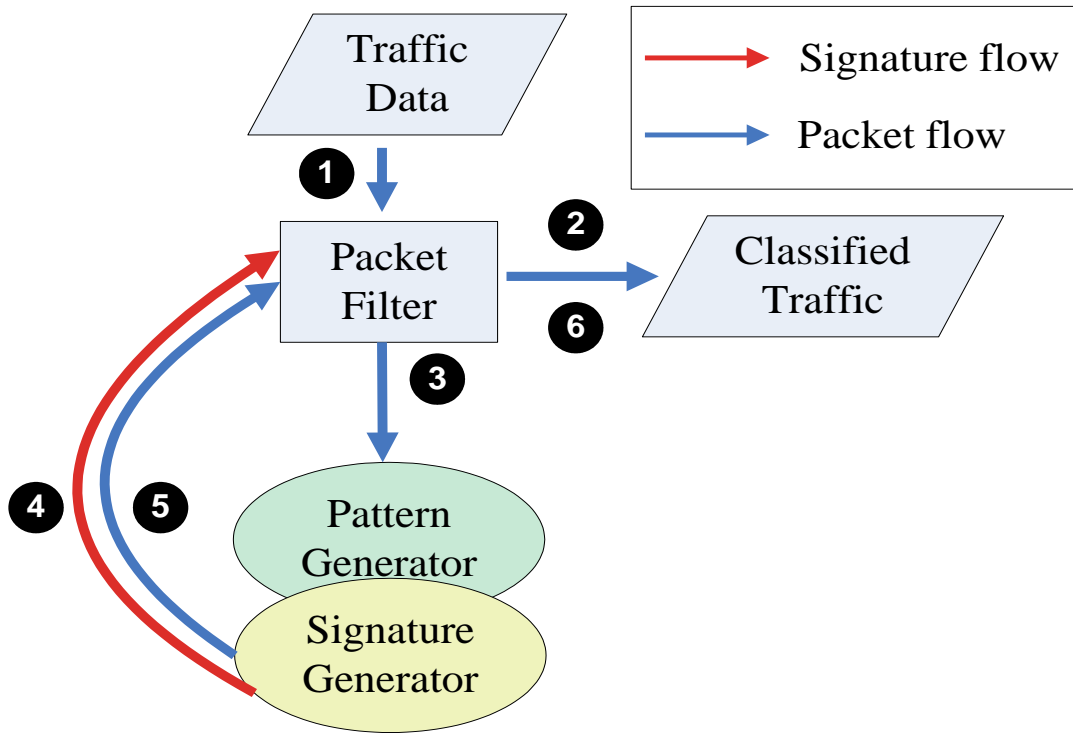 Traffic
Data
Signature flow
Packet flow
1
2
Packet
Filter
Classified
Traffic
6
3
4
5
Pattern
Generator
Signature
Generator